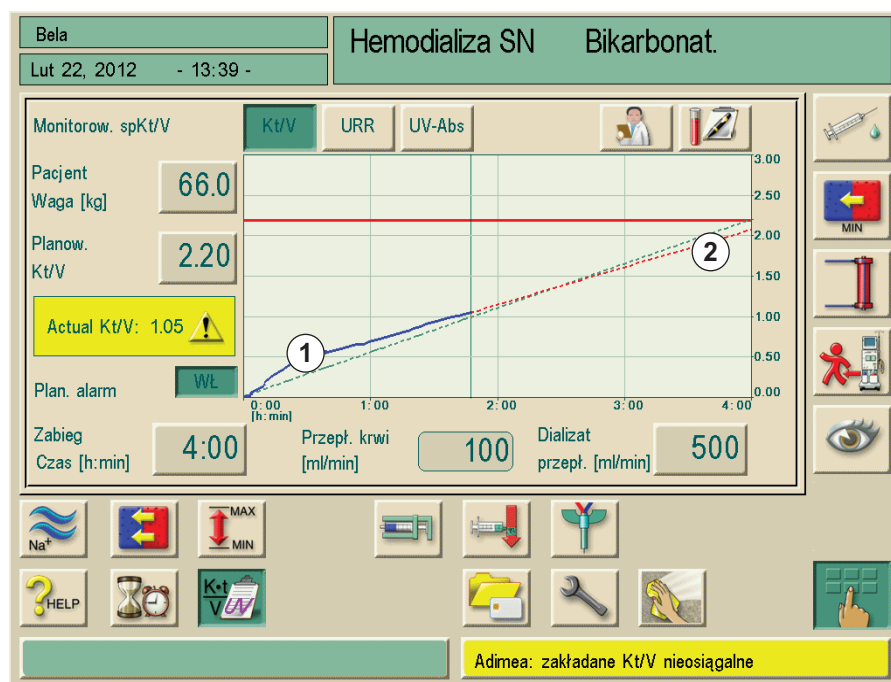 Bela
Hemodializa SN Bikarbonat.
Lut 22, 2012 - 13:39 -
Monitorow. spKt/V
Kt/V
URR
UV-Abs
Pacjent
Waga [kg]
66.0
Planow.
Kt/V
2.20
Actual Kt/V: 1.05
Plan. alarm
WŁ
3.00
2.50
2.00
1.50
1.00
0.50
0.00
1
2
0:00 1:00 2:00 3:00 4:00
[h:min]
Zabieg
Czas [h:min]
4:00
Przepł. krwi
[ml/min]
100
Dializat
przepł. [ml/min]
500
MIN
Na+
MAX
MIN
HELP
K•t
V
UV
Adimea: zakładane Kt/V nieosiągalne